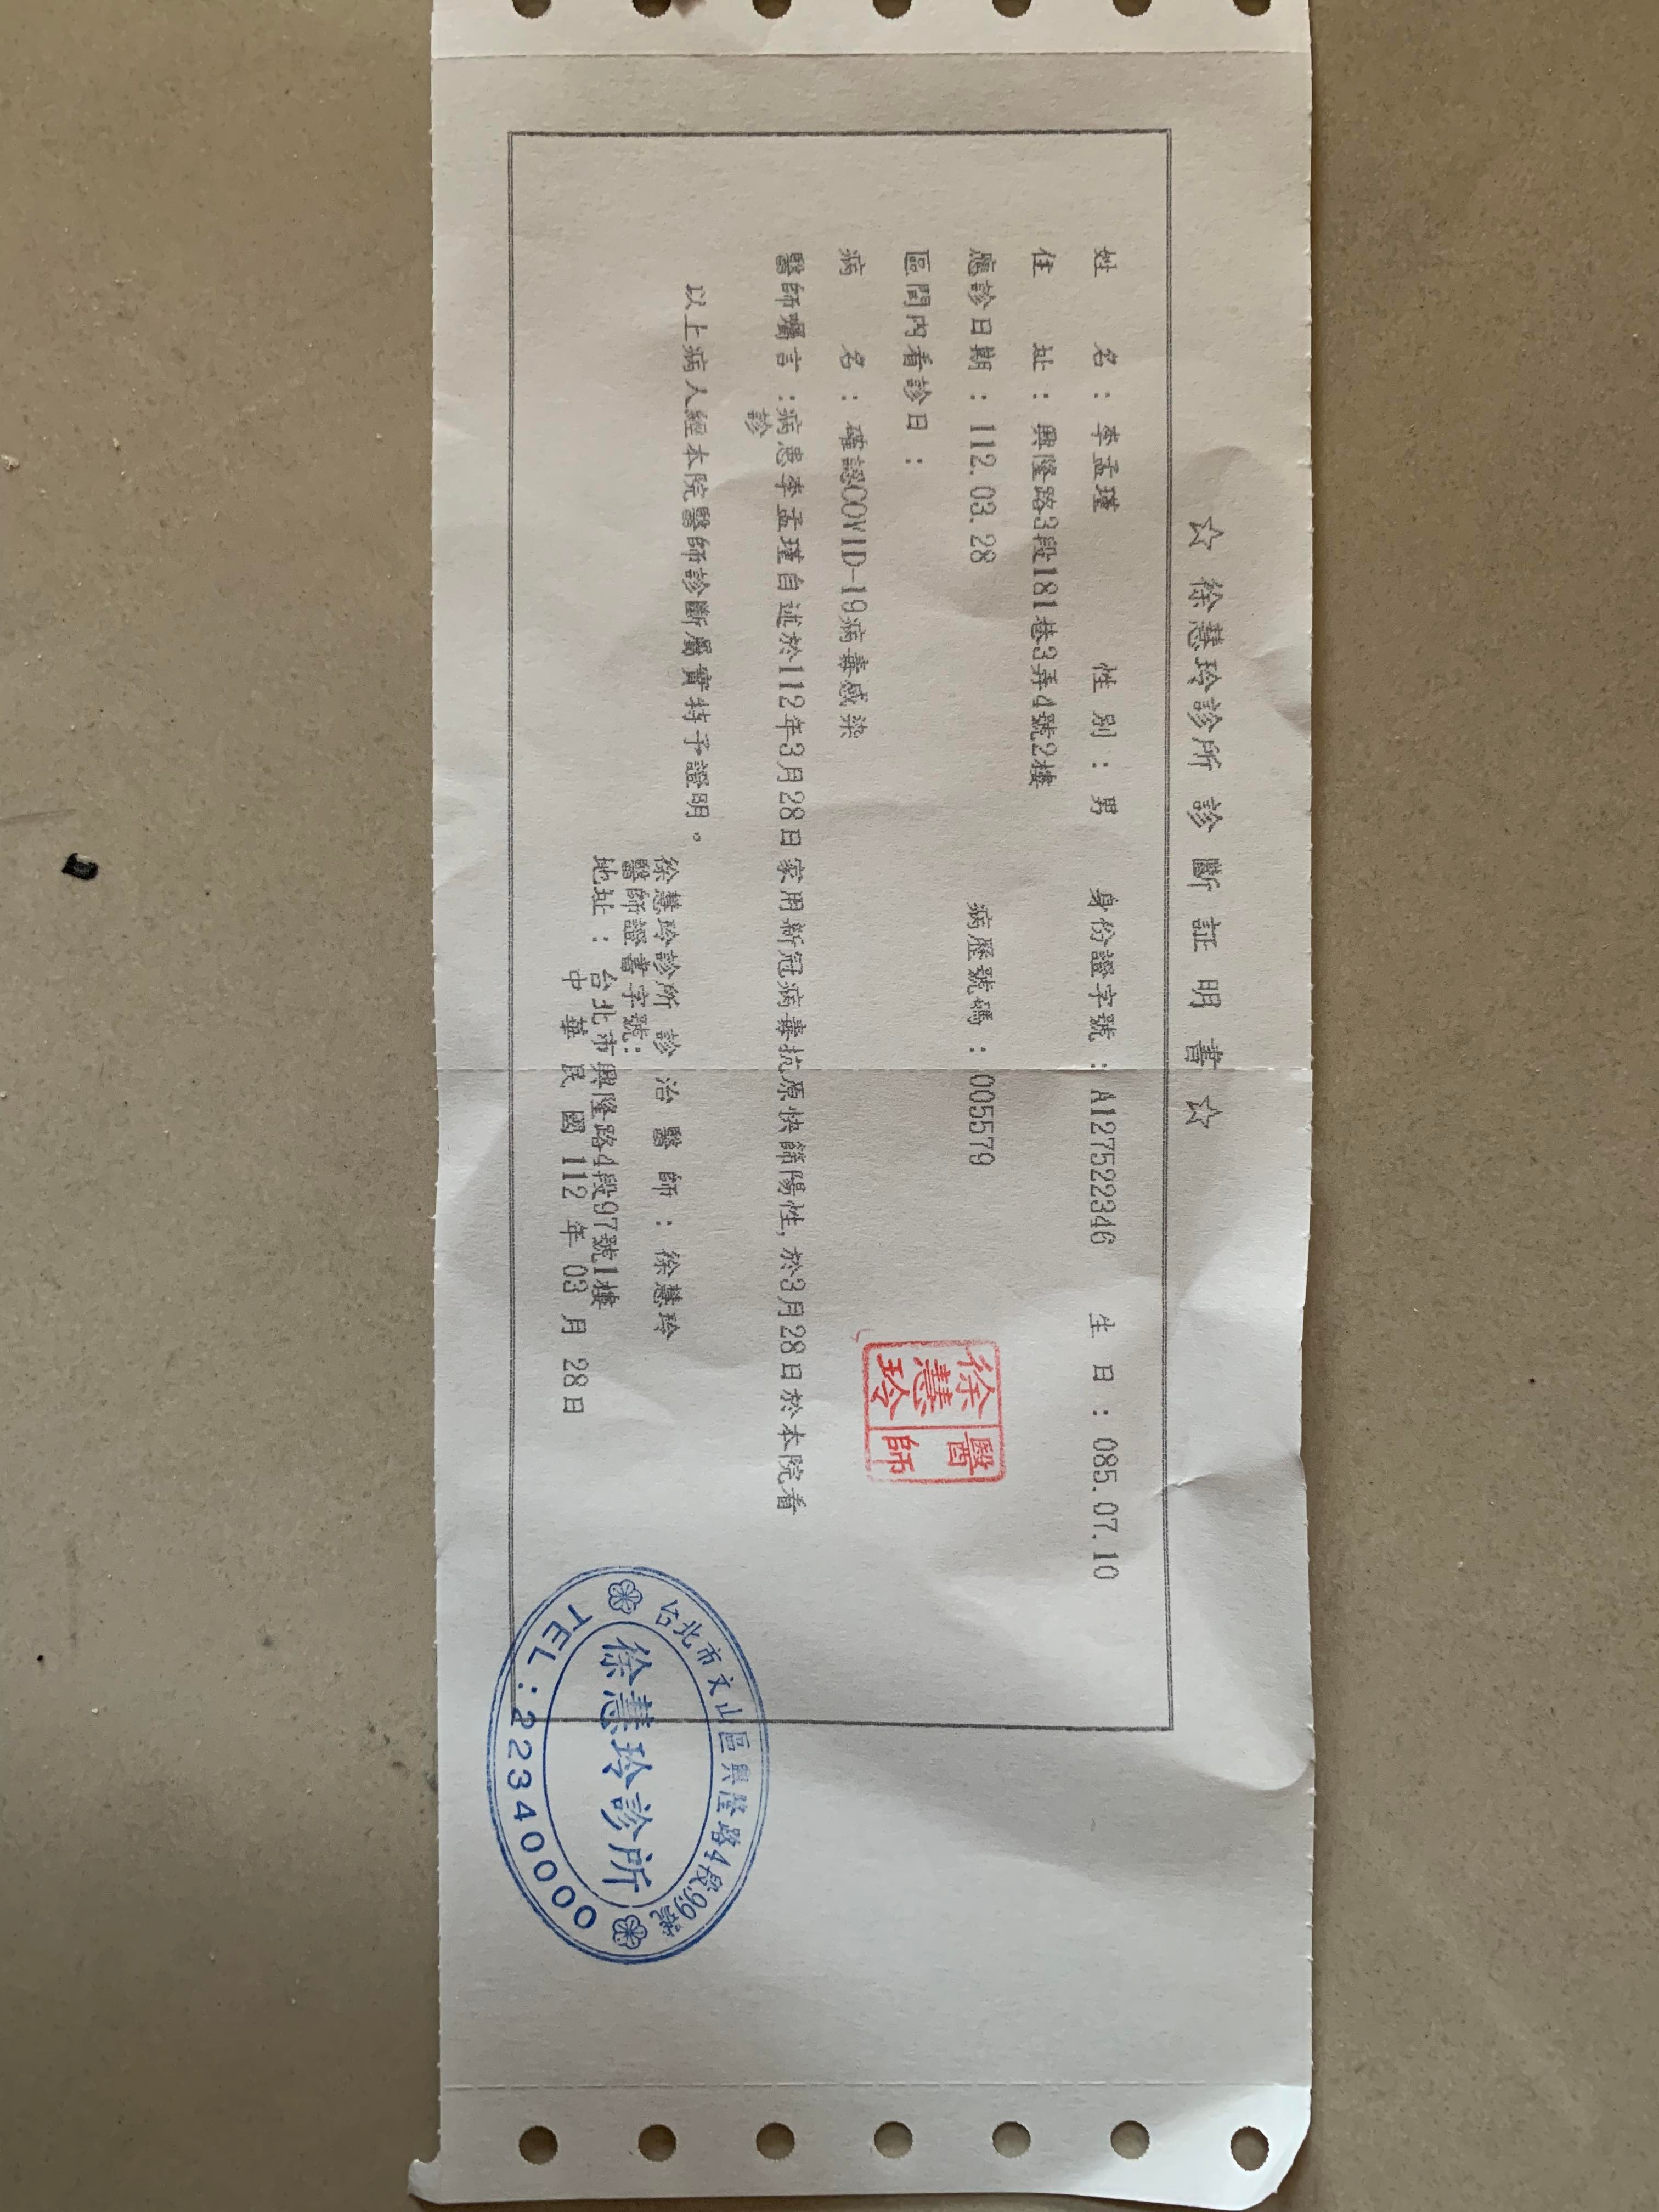 ☆ 徐慧玲診所 診 斷 証 明 書 ☆
姓 名 : 李孟瑾 性 別 : 男 身份證字號 : A127522346 生 日 : 085.07.10
住 址 : 興隆路3段181巷3弄4號2樓
應診日期 : 112.03.28 病歷號碼 : 005579
區間內看診日 :
病 名 : 確認COVID-19病毒感染
醫師囑言 :病患李孟瑾自述於112年3月28日家用新冠病毒抗原快篩陽性, 於3月28日於本院看
診
以上病人經本院醫師診斷屬實特予證明。
徐慧玲診所 診 治 醫 師 : 徐慧玲
醫師證書字號:
地址 : 台北市興隆路4段97號1樓
中 華 民 國 112 年 03 月 28日
徐慧玲
醫師
台北市文山區興隆路4段99號
徐慧玲診所
TEL:22340000